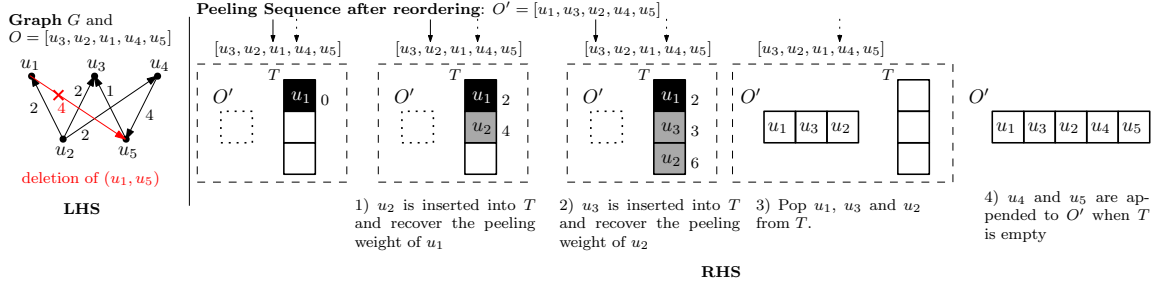 Graph G and
O = [u3, u2, u1, u4, u5]
u1 u3 u4
2 4 2 1 2 4
u2 u5
deletion of (u1, u5)
LHS
Peeling Sequence after reordering: O′ = [u1, u3, u2, u4, u5]
[u3, u2, u1, u4, u5]
T
O′
u1 0
[u3, u2, u1, u4, u5]
T
O′
u1 2
u2 4
1) u2 is inserted into T
and recover the peeling
weight of u1
[u3, u2, u1, u4, u5]
T
O′
u1 2
u3 3
u2 6
2) u3 is inserted into T
and recover the peeling
weight of u2
[u3, u2, u1, u4, u5]
T
O′
u1 u3 u2
3) Pop u1, u3 and u2
from T.
O′
u1 u3 u2 u4 u5
4) u4 and u5 are ap-
pended to O′ when T
is empty
RHS